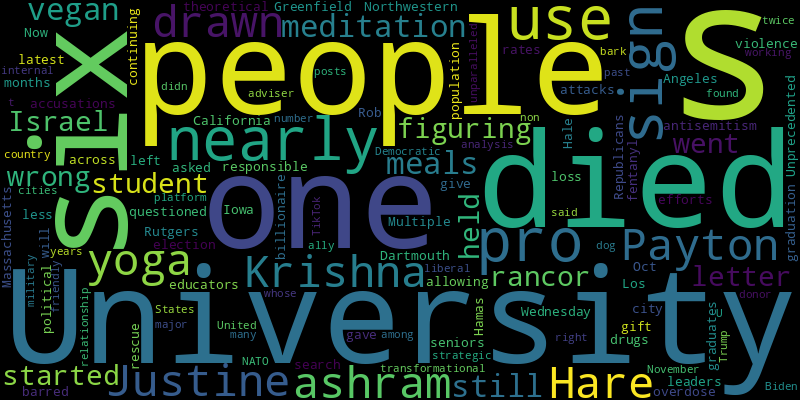 vegan
Now
latest
internal
months
t
accusations
Israel
country
across
wrong
cities
less
Massachusetts
will
military
political
friendly
years
relationship
started
barred
continuing
six
drawn
theoretical
Greenfield
Northwestern
meditation
people
didn
adviser
posts
nearly
California
number
Rob
figuring
Democratic
analysis
left
asked
responsible
student
questioned
platform
Iowa
Rutgers
election
one
billionaire
TikTok
Multiple
ally
meals
give
population
rates
unparalleled
use
bark
past
attacks
non
sign
S
twice
violence
working
Angeles
found
antisemitism
Unprecedented
Republicans
fentanyl
went
Hale
loss
efforts
died
said
held
pro
dog
Oct
Payton
graduation
yoga
educators
Krishna
Dartmouth
liberal
allowing
rancor
Los
letter
University
States
major
United
many
whose
gave
among
right
Hamas
seniors
strategic
Wednesday
city
gift
drugs
donor
U
Trump
graduates
rescue
NATO
search
transformational
November
leaders
overdose
Biden
Justine
ashram
still
Hare